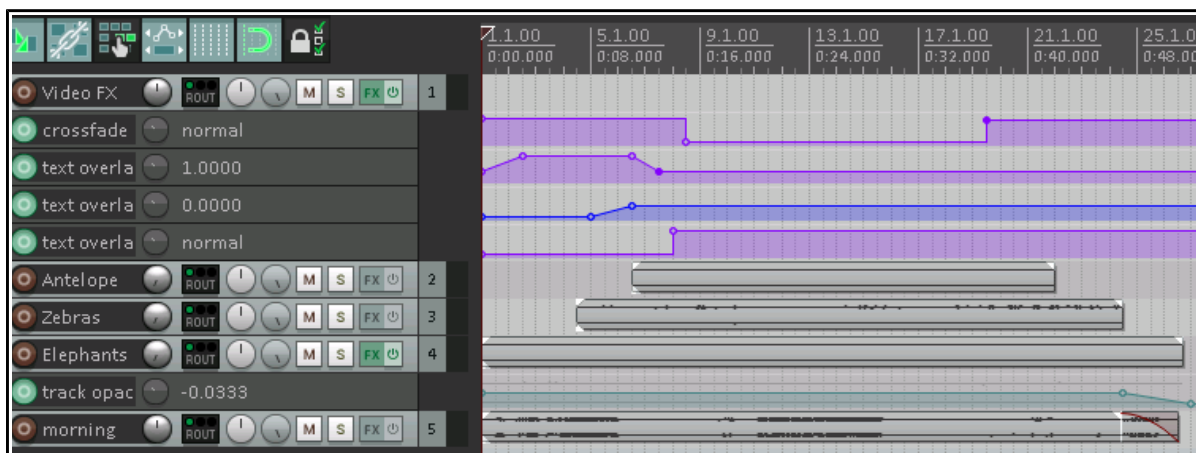 1.1.00 5.1.00 9.1.00 13.1.00 17.1.00 21.1.00 25.1.0
0:00.000 0:08.000 0:16.000 0:24.000 0:32.000 0:40.000 0:48.00
Video FX ROUT M S FX 1
crossfade normal
text overla 1.0000
text overla 0.0000
text overla normal
Antelope ROUT M S FX 2
Zebras ROUT M S FX 3
Elephants ROUT M S FX 4
track opac -0.0333
morning ROUT M S FX 5